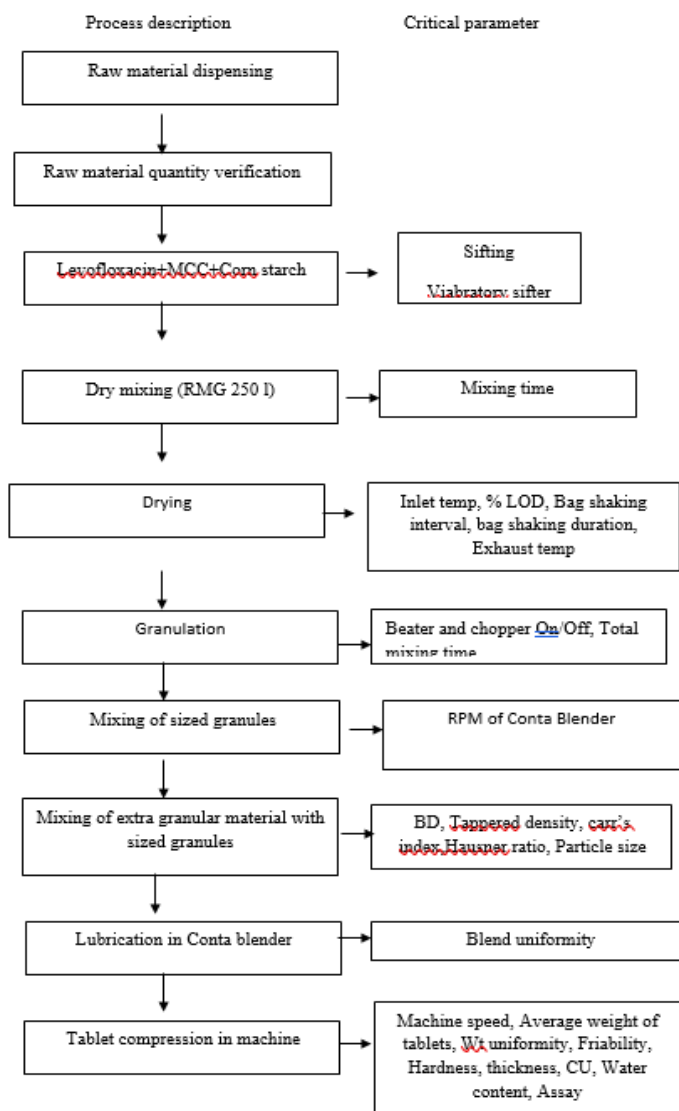 Process description
Critical parameter
Raw material dispensing
Raw material quantity verification
Levofloxacin+MCC+Corn starch
Sifting
Viabratory sifter
Dry mixing (RMG 250 l)
Mixing time
Drying
Inlet temp, % LOD, Bag shaking
interval, bag shaking duration,
Exhaust temp
Granulation
Beater and chopper On/Off, Total
mixing time
Mixing of sized granules
RPM of Conta Blender
Mixing of extra granular material with
sized granules
BD, Tappered density, carr's
index,Hausner ratio, Particle size
Lubrication in Conta blender
Blend uniformity
Tablet compression in machine
Machine speed, Average weight of
tablets, Wt uniformity, Friability,
Hardness, thickness, CU, Water
content, Assay